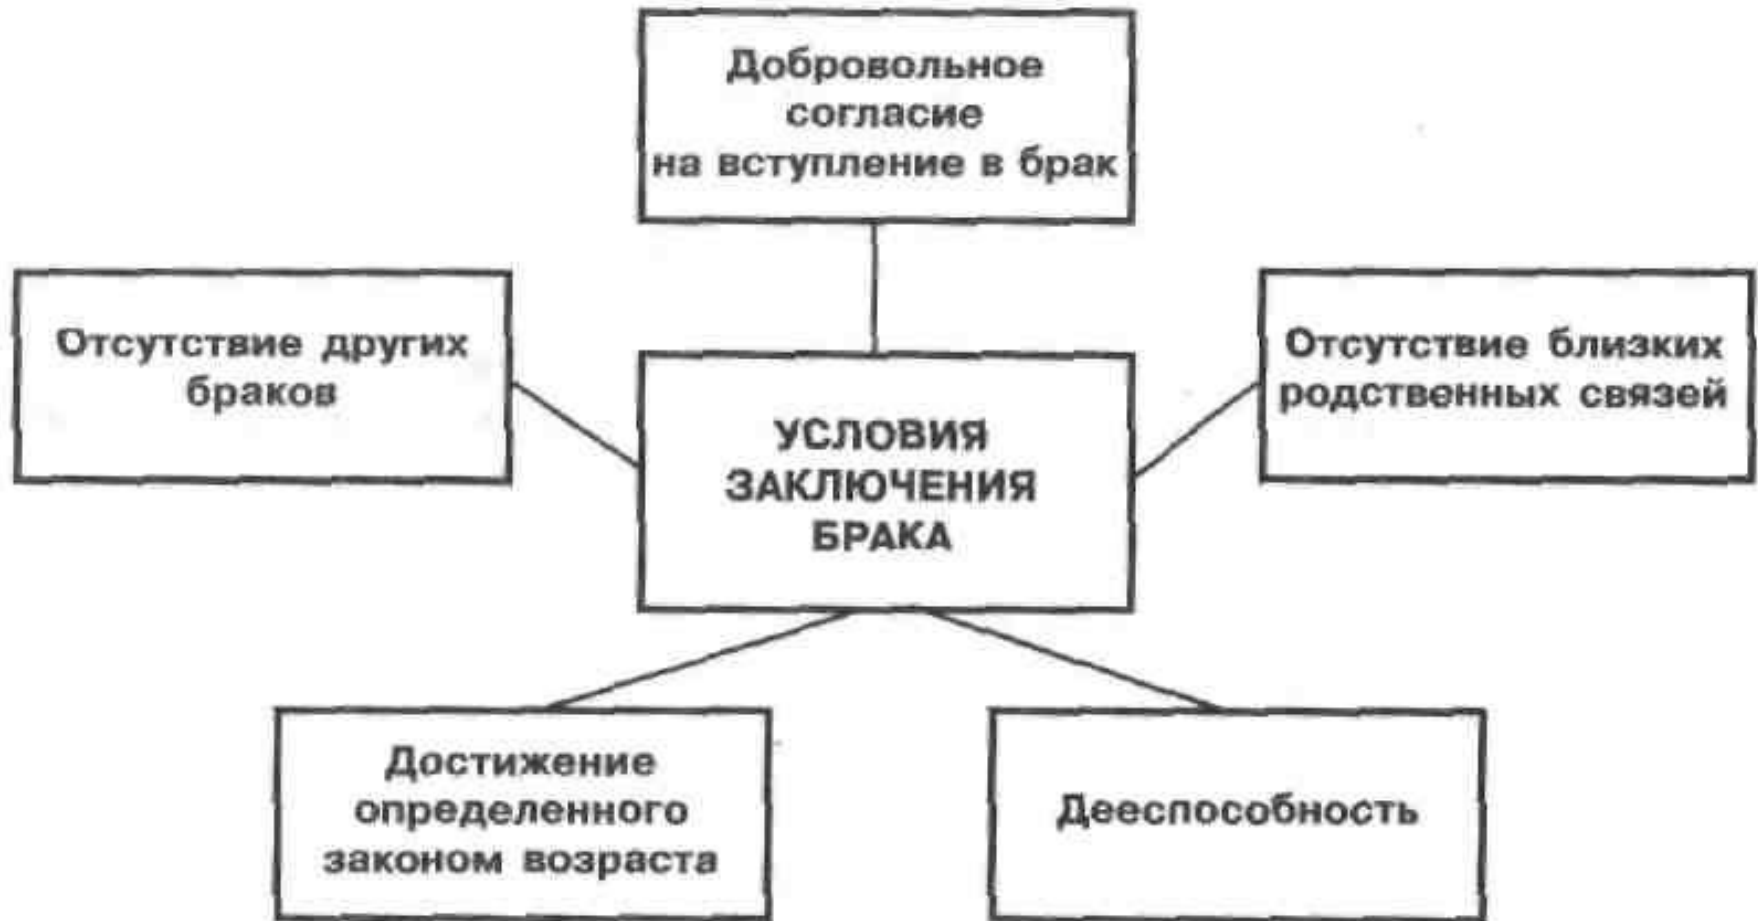 Добровольное
согласие
на вступление в брак
Отсутствие других
браков
Отсутствие близких
родственных связей
УСЛОВИЯ
ЗАКЛЮЧЕНИЯ
БРАКА
Достижение
определенного
законом возраста
Дееспособность